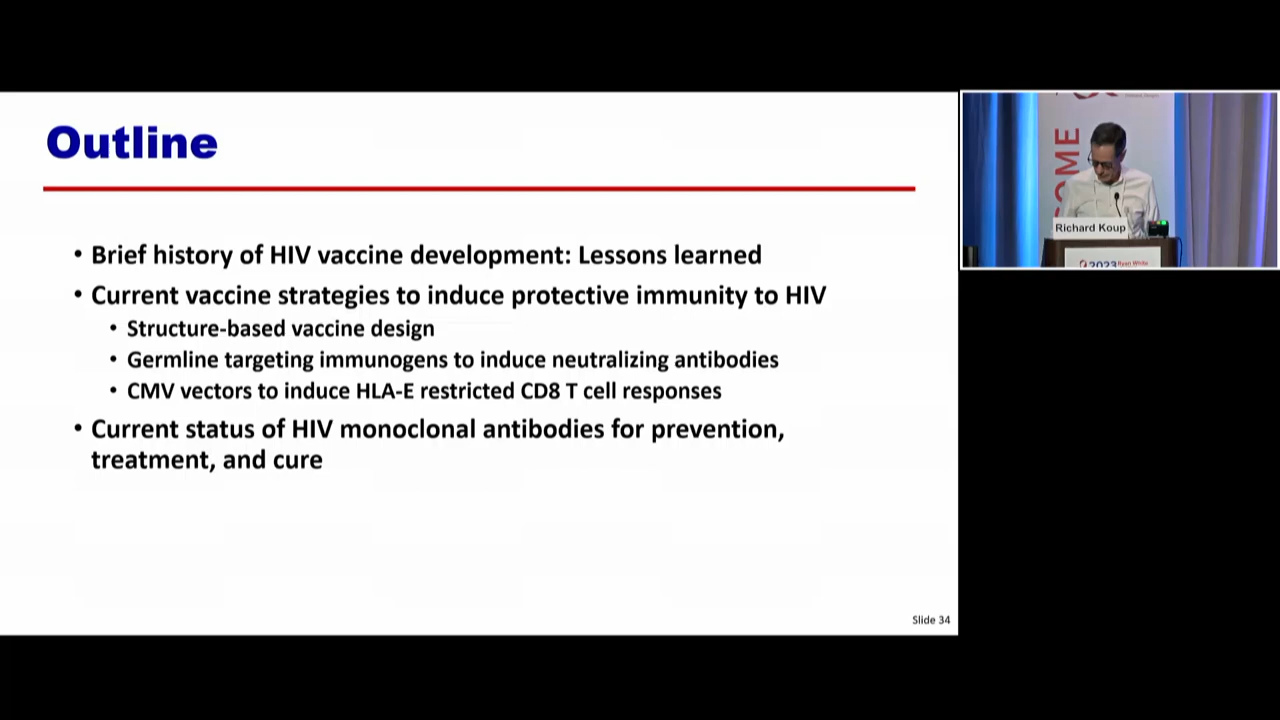 Outline
• Brief history of HIV vaccine development: Lessons learned
• Current vaccine strategies to induce protective immunity to HIV
• Structure-based vaccine design
• Germline targeting immunogens to induce neutralizing antibodies
• CMV vectors to induce HLA-E restricted CD8 T cell responses
• Current status of HIV monoclonal antibodies for prevention,
treatment, and cure
Slide 34
OME
Richard Koup
2023 Ryan White